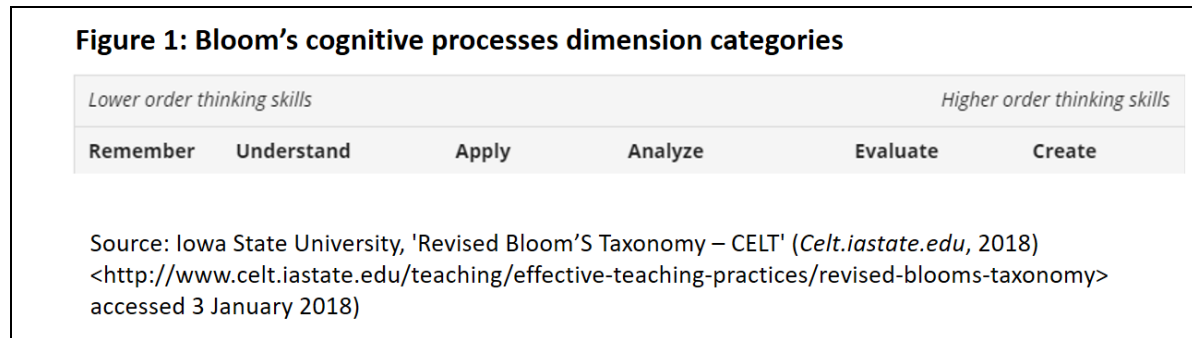 Figure 1: Bloom’s cognitive processes dimension categories
Lower order thinking skills Higher order thinking skills
Remember Understand Apply Analyze Evaluate Create
Source: Iowa State University, 'Revised Bloom’S Taxonomy – CELT' (Celt.iastate.edu, 2018)
<http://www.celt.iastate.edu/teaching/effective-teaching-practices/revised-blooms-taxonomy>
accessed 3 January 2018)